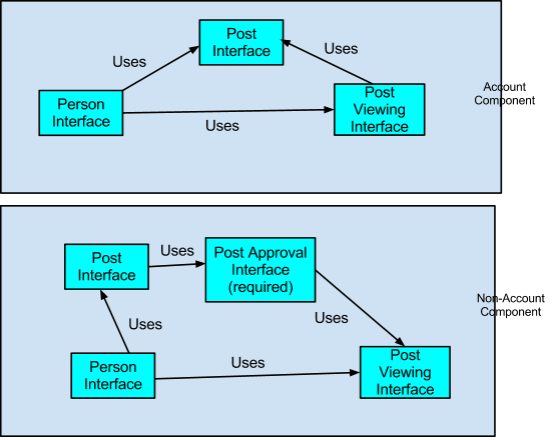 Post
Interface
Uses
Uses
Person
Interface
Uses
Post
Viewing
Interface
Account
Component
Post
Interface
Uses
Post Approval
Interface
(required)
Uses
Uses
Non-Account
Component
Person
Interface
Uses
Post
Viewing
Interface